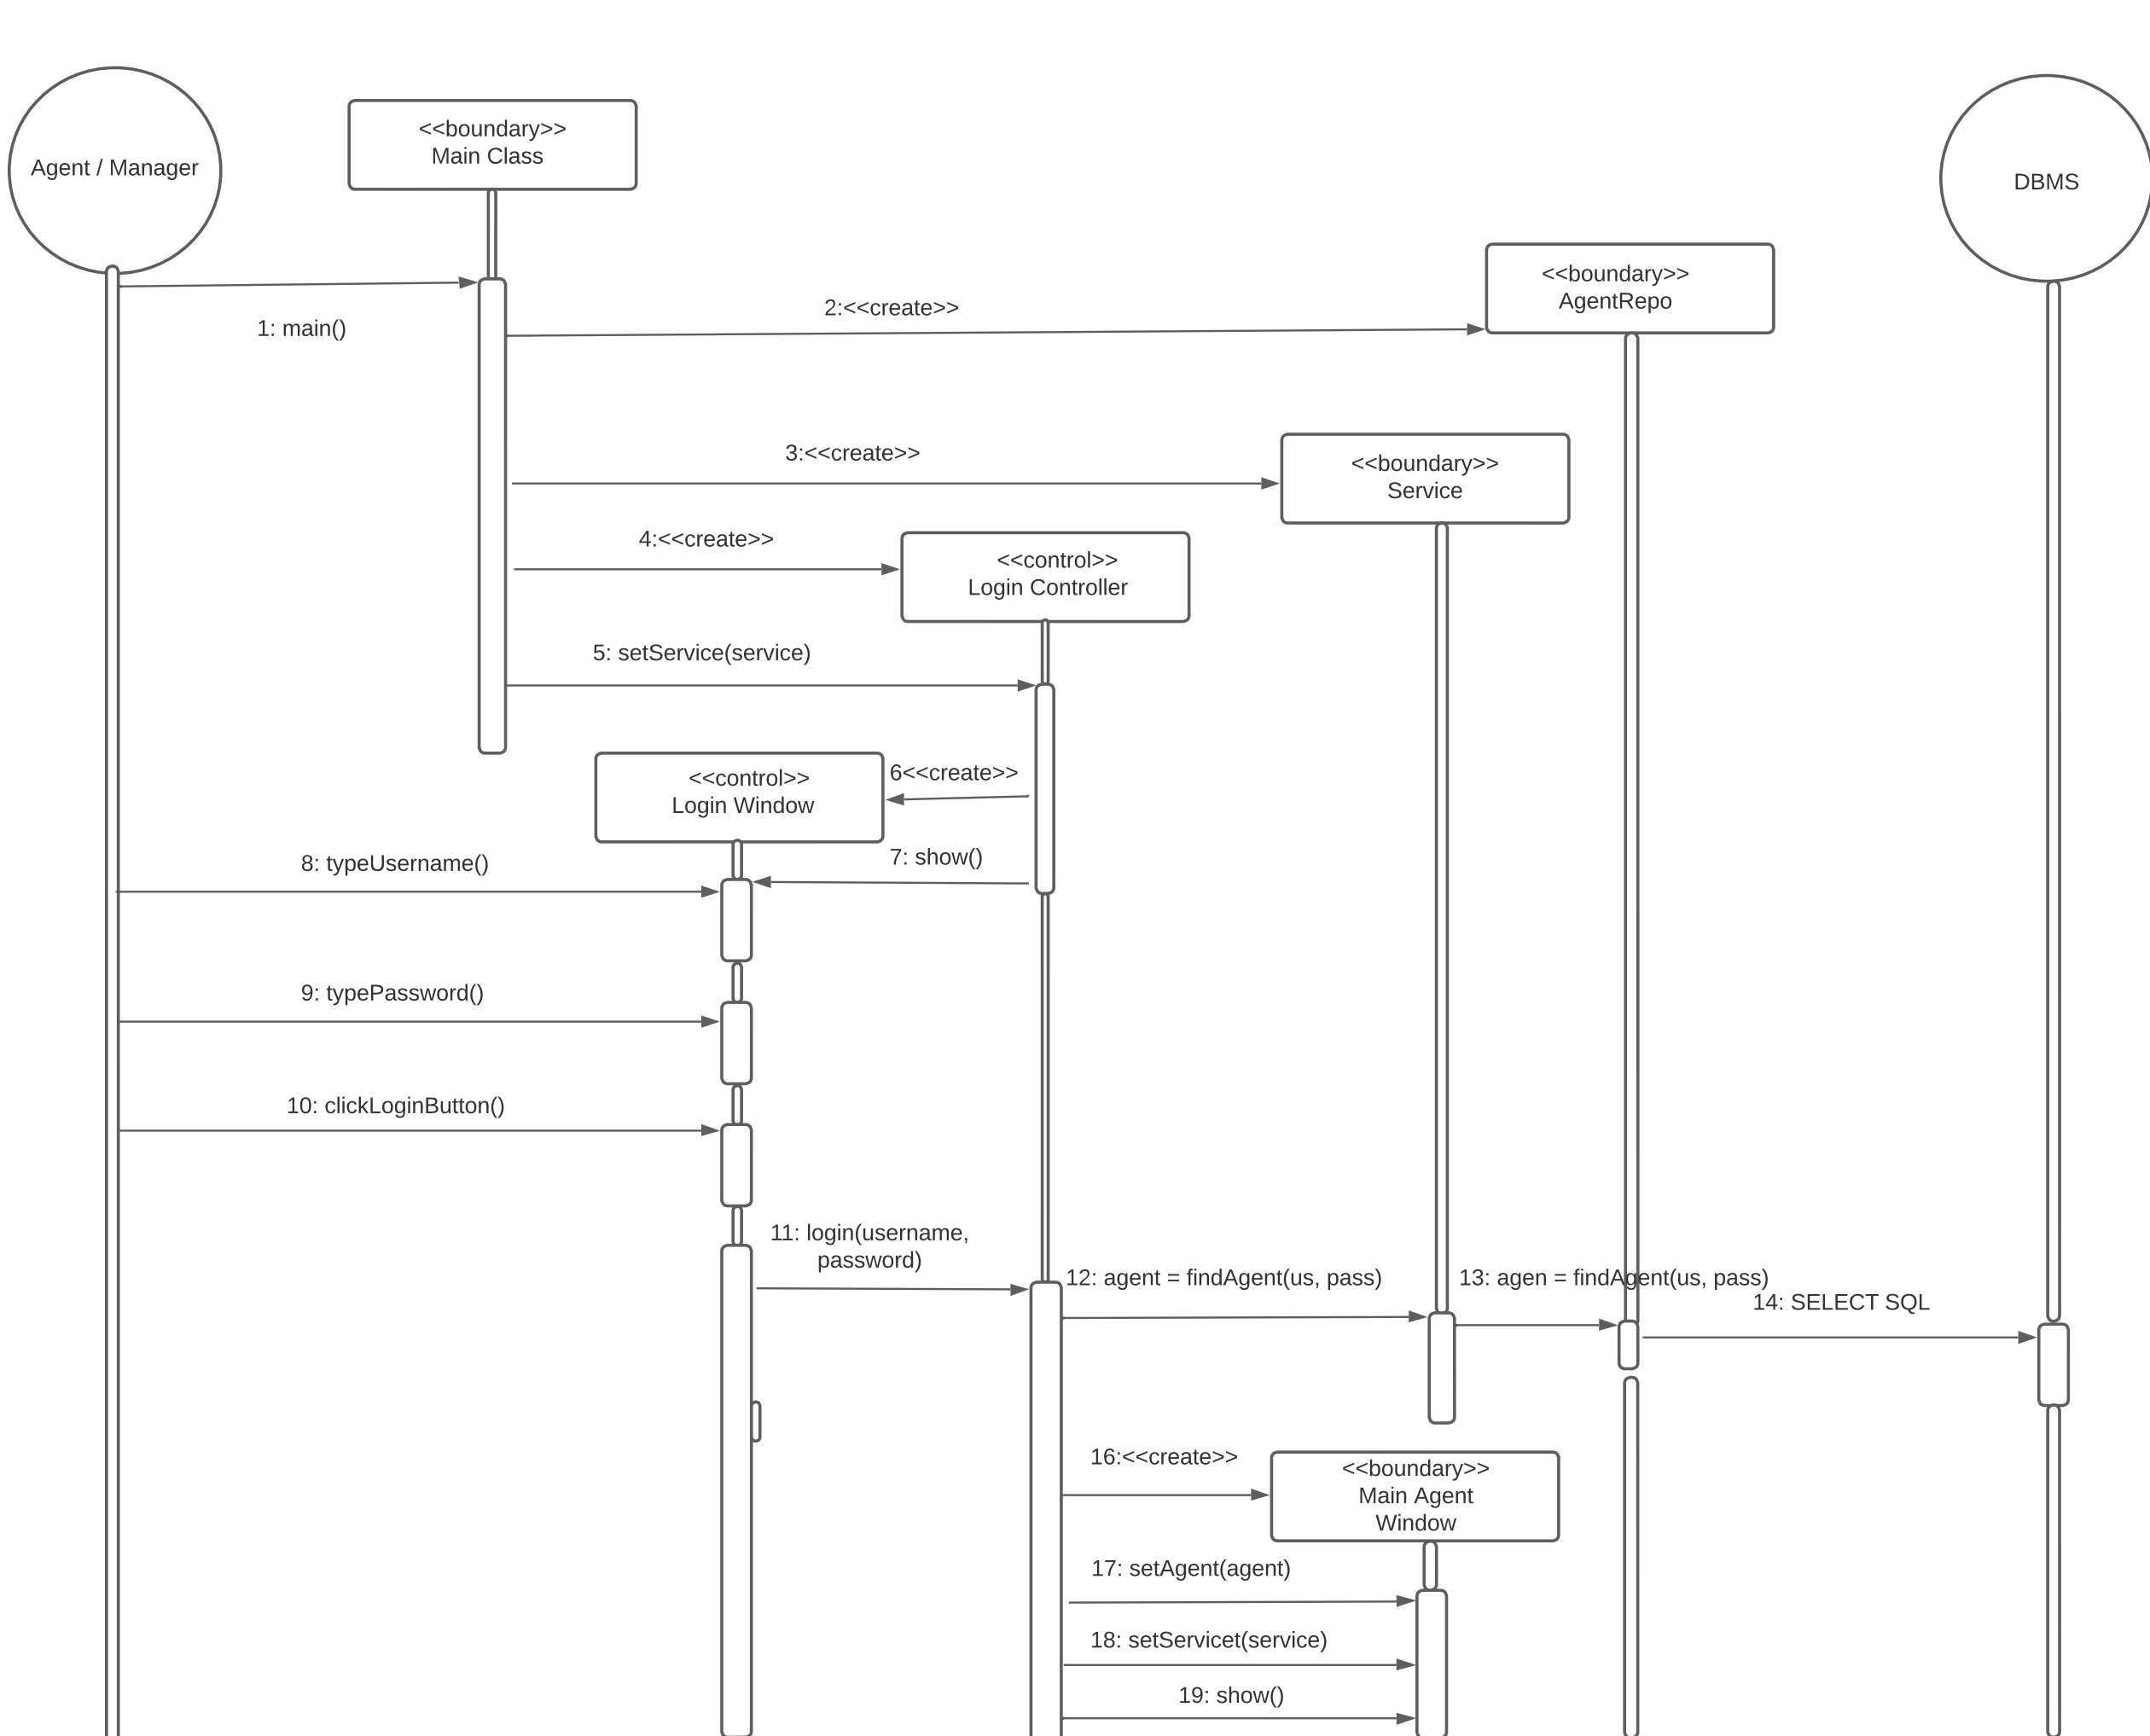 <<boundary>>
Main Class
Agent / Manager
DBMS
<<boundary>>
AgentRepo
2:<<create>>
1: main()
3:<<create>>
<<boundary>>
Service
4:<<create>>
<<control>>
Login Controller
5: setService(service)
<<control>>
Login Window
6<<create>>
7: show()
8: typeUsername()
9: typePassword()
10: clickLoginButton()
11: login(username,
password)
12: agent = findAgent(us, pass)
13: agen = findAgent(us, pass)
14: SELECT SQL
16:<<create>>
<<boundary>>
Main Agent
Window
17: setAgent(agent)
18: setServicet(service)
19: show()